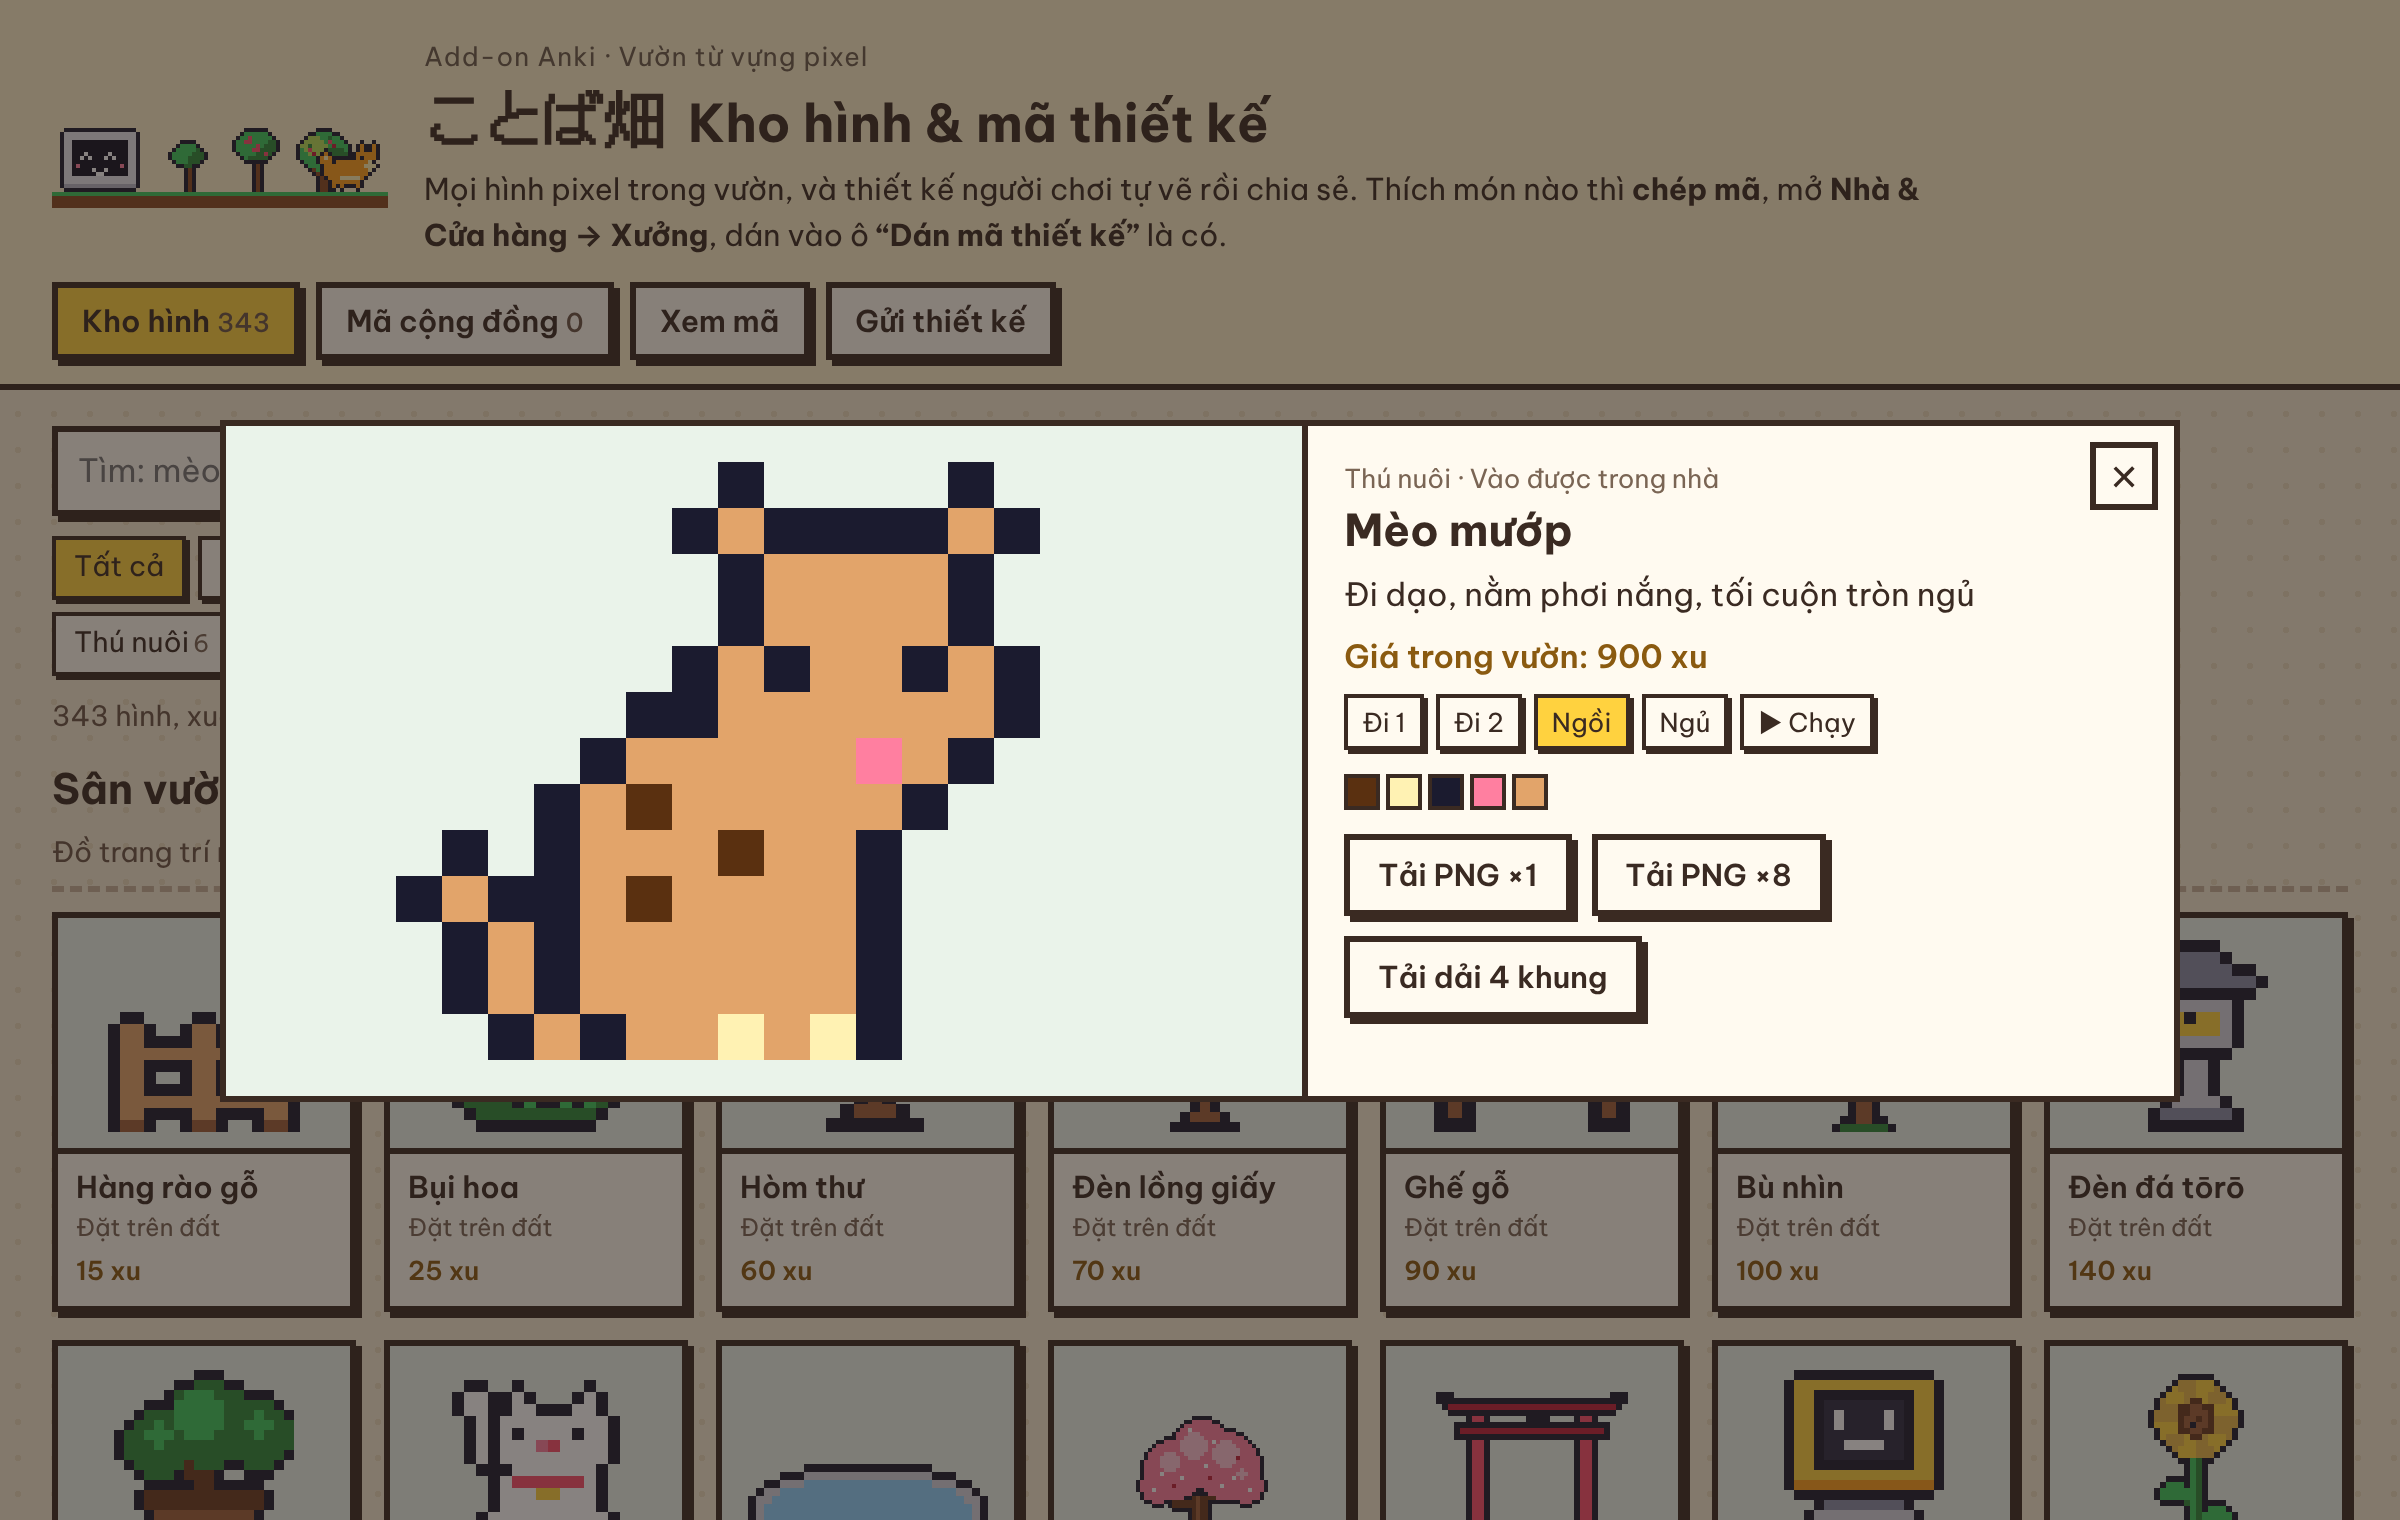 Add-on Anki · Vườn từ vựng pixel
ことば畑 Kho hình & mã thiết kế
Mọi hình pixel trong vườn, và thiết kế người chơi tự vẽ rồi chia sẻ. Thích món nào thì chép mã, mở Nhà &
Cửa hàng → Xưởng, dán vào ô “Dán mã thiết kế” là có.
Kho hình 343
Mã cộng đồng 0
Xem mã
Gửi thiết kế
Tìm: mèo
Tất cả
Thú nuôi 6
343 hình, xu
Sân vườ
Đồ trang trí
Thú nuôi · Vào được trong nhà
Mèo mướp
Đi dạo, nằm phơi nắng, tối cuộn tròn ngủ
Giá trong vườn: 900 xu
Đi 1
Đi 2
Ngồi
Ngủ
▶ Chạy
Tải PNG ×1
Tải PNG ×8
Tải dải 4 khung
×
Hàng rào gỗ
Đặt trên đất
15 xu
Bụi hoa
Đặt trên đất
25 xu
Hòm thư
Đặt trên đất
60 xu
Đèn lồng giấy
Đặt trên đất
70 xu
Ghế gỗ
Đặt trên đất
90 xu
Bù nhìn
Đặt trên đất
100 xu
Đèn đá tōrō
Đặt trên đất
140 xu